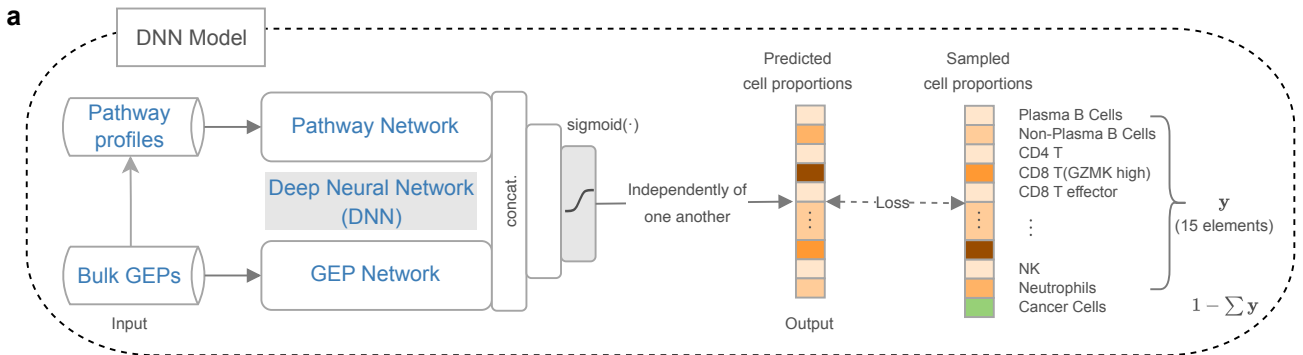 a
DNN Model
Pathway
profiles
Bulk GEPs
Input
Pathway Network
Deep Neural Network
(DNN)
GEP Network
concat.
sigmoid(·)
Independently of
one another
Predicted
cell proportions
⋮
Output
Loss
Sampled
cell proportions
⋮
Plasma B Cells
Non-Plasma B Cells
CD4 T
CD8 T(GZMK high)
CD8 T effector
⋮
NK
Neutrophils
Cancer Cells
y
(15 elements)
1 − ∑ y